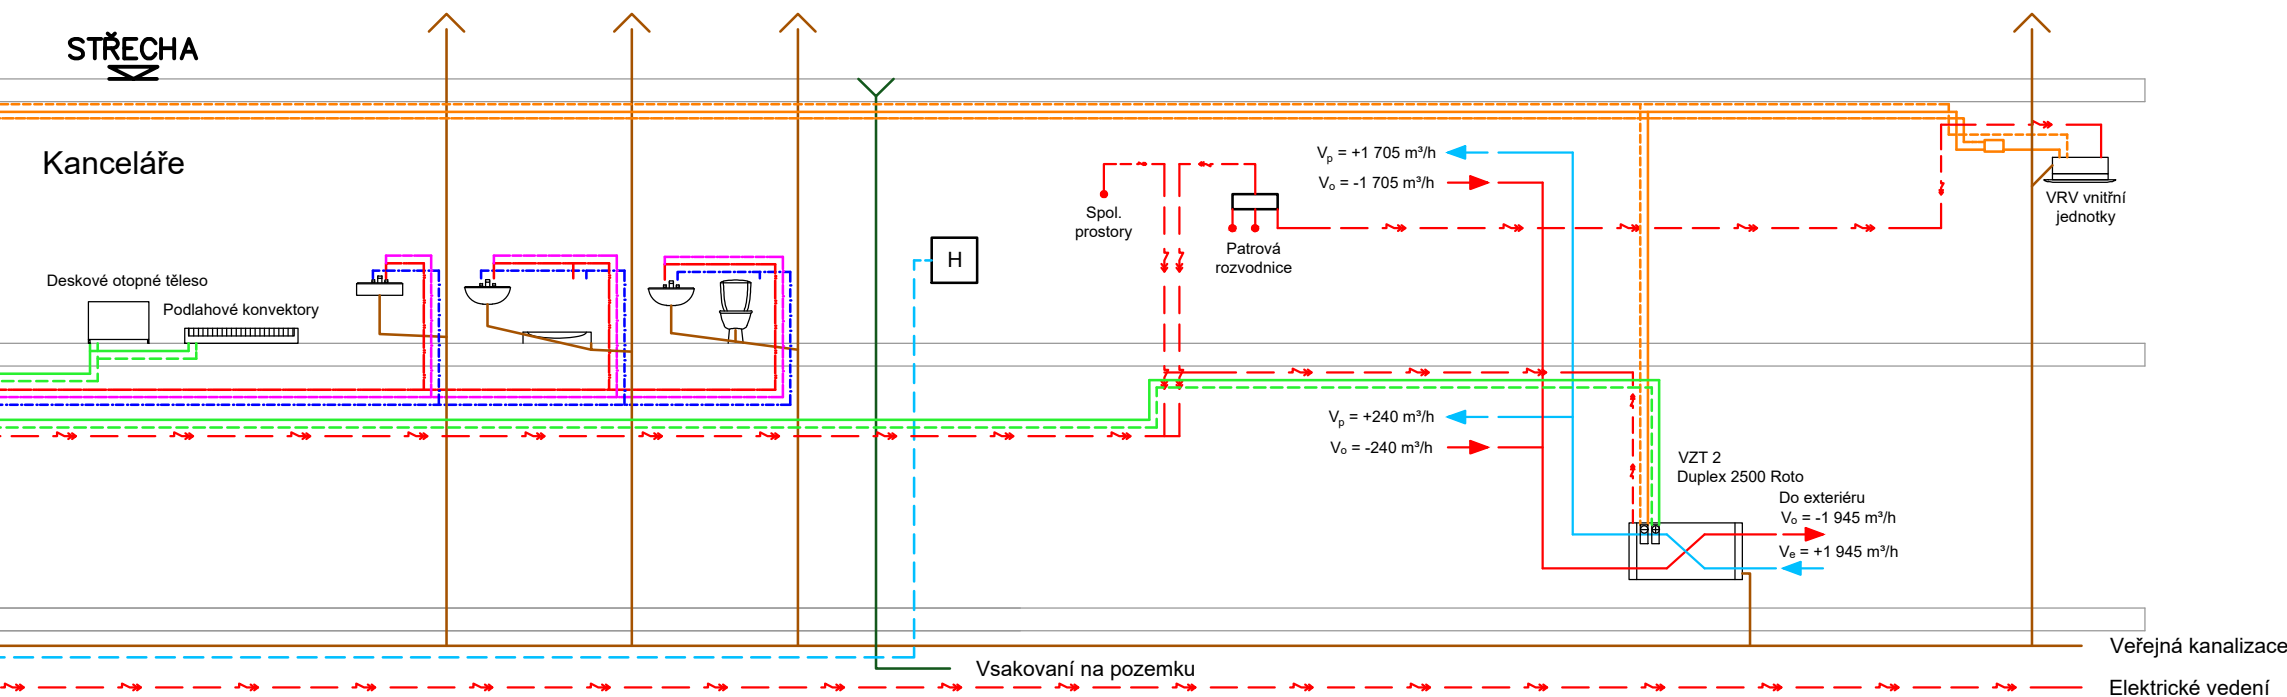 STŘECHA
Kanceláře
Deskové otopné těleso
Podlahové konvektory
H
Spol.
prostory
Patrová
rozvodnice
Vp = +1 705 m³/h
Vo = -1 705 m³/h
VRV vnitřní
jednotky
Vp = +240 m³/h
Vo = -240 m³/h
VZT 2
Duplex 2500 Roto
Do exteriéru
Vo = -1 945 m³/h
Ve = +1 945 m³/h
Veřejná kanalizace
Vsakovaní na pozemku
Elektrické vedení